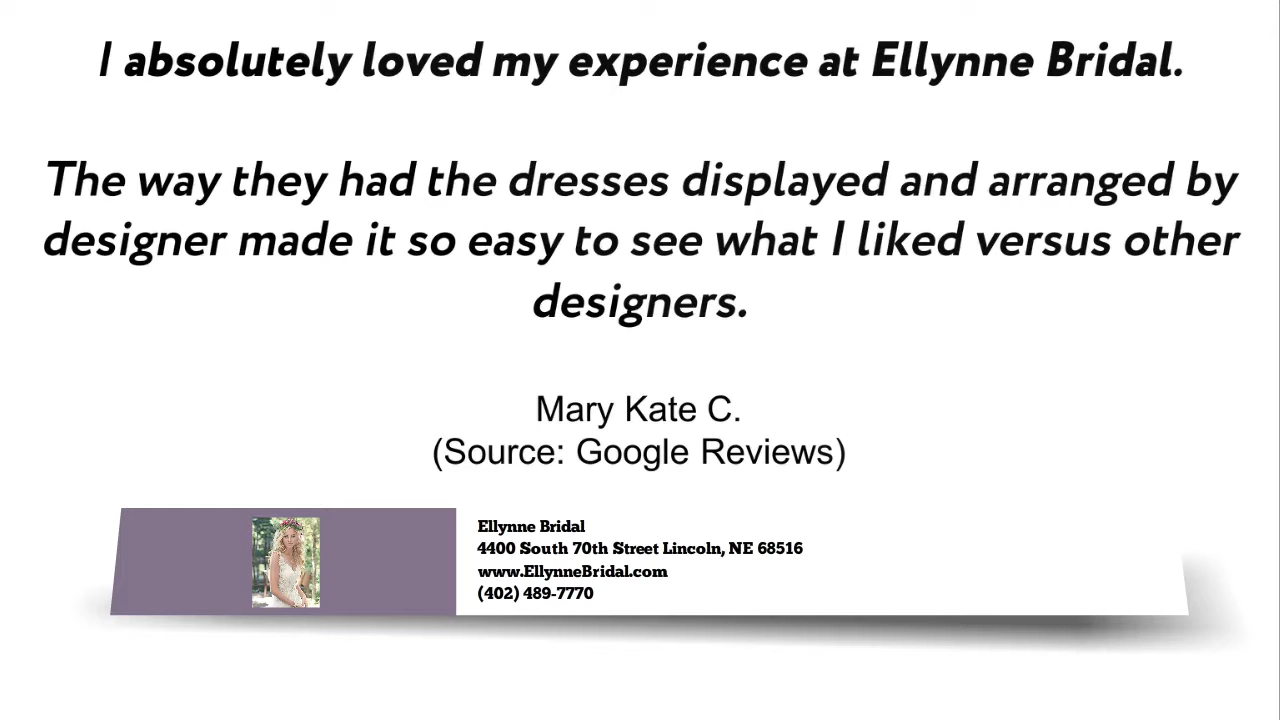 I absolutely loved my experience at Ellynne Bridal.
The way they had the dresses displayed and arranged by
designer made it so easy to see what I liked versus other
designers.
Mary Kate C.
(Source: Google Reviews)
Ellynne Bridal
4400 South 70th Street Lincoln, NE 68516
www.EllynneBridal.com
(402) 489-7770